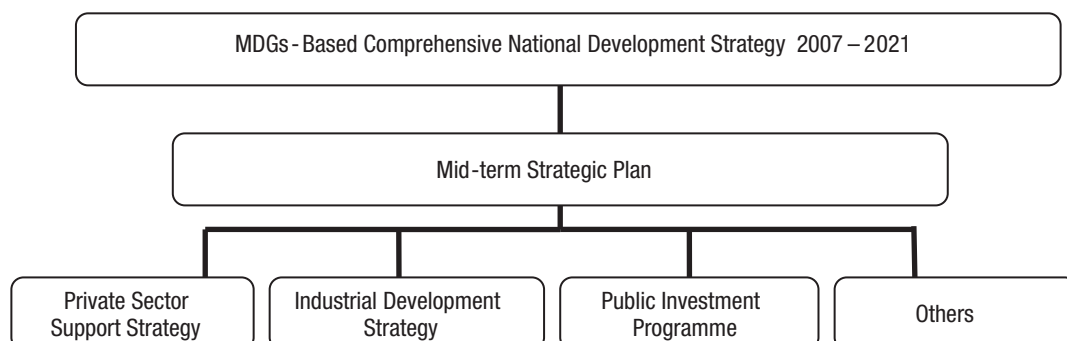 MDGs-Based Comprehensive National Development Strategy 2007 – 2021
Mid-term Strategic Plan
Private Sector
Support Strategy
Industrial Development
Strategy
Public Investment
Programme
Others